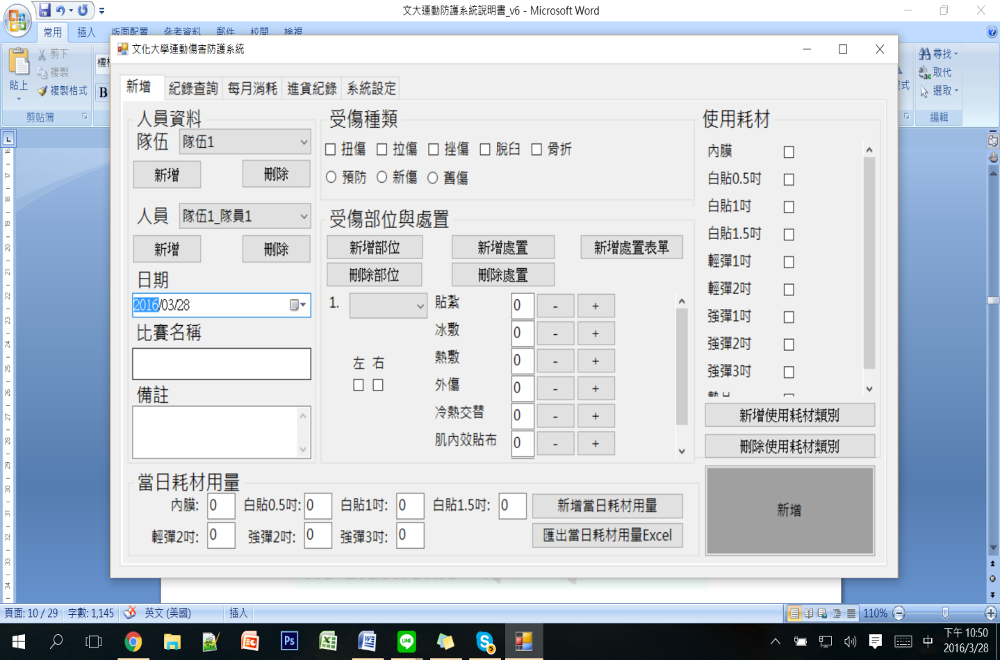 文大運動防護系統說明書_v6 - Microsoft Word
常用 插入 版面配置 參考資料 郵件 校閱 檢視
貼上
剪下
複製
複製格式
剪貼簿
B
尋找
取代
選取
編輯
文化大學運動傷害防護系統
新增 紀錄查詢 每月消耗 進貨紀錄 系統設定
人員資料
隊伍 隊伍1
新增 刪除
人員 隊伍1_隊員1
新增 刪除
日期
2016/03/28
比賽名稱
備註
受傷種類
扭傷 拉傷 挫傷 脫臼 骨折
預防 新傷 舊傷
受傷部位與處置
新增部位 新增處置 新增處置表單
刪除部位 刪除處置
1.
左 右
貼紮 0 - +
冰敷 0 - +
熱敷 0 - +
外傷 0 - +
冷熱交替 0 - +
肌內效貼布 0 - +
使用耗材
內膜
白貼0.5吋
白貼1吋
白貼1.5吋
輕彈1吋
輕彈2吋
強彈1吋
強彈2吋
強彈3吋
新增使用耗材類別
刪除使用耗材類別
新增
當日耗材用量
內膜: 0 白貼0.5吋: 0 白貼1吋: 0 白貼1.5吋: 0 新增當日耗材用量
輕彈2吋: 0 強彈2吋: 0 強彈3吋: 0 匯出當日耗材用量Excel
頁面: 10 / 29 字數: 1,145 英文 (美國) 插入 110%
中
下午 10:50
2016/3/28